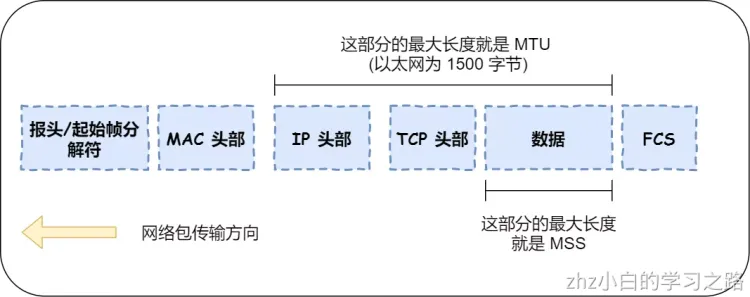 这部分的最大长度就是 MTU
(以太网为 1500 字节)
报头/起始帧分
解符
MAC 头部
IP 头部
TCP 头部
数据
FCS
这部分的最大长度
就是 MSS
网络包传输方向
zhz小白的学习之路